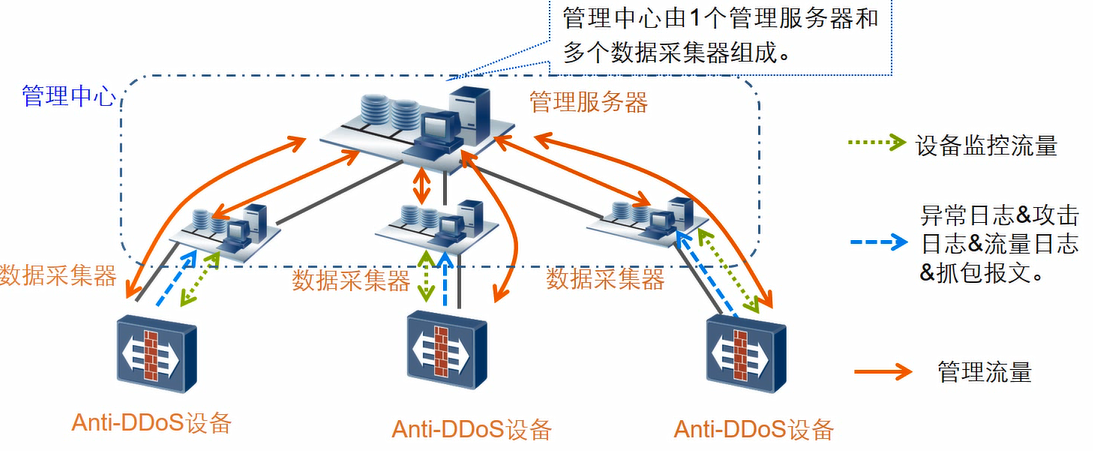 管理中心由1个管理服务器和
多个数据采集器组成。
管理中心
管理服务器
设备监控流量
异常日志&攻击
日志&流量日志
&抓包报文。
数据采集器
数据采集器
数据采集器
管理流量
Anti-DDoS设备
Anti-DDoS设备
Anti-DDoS设备